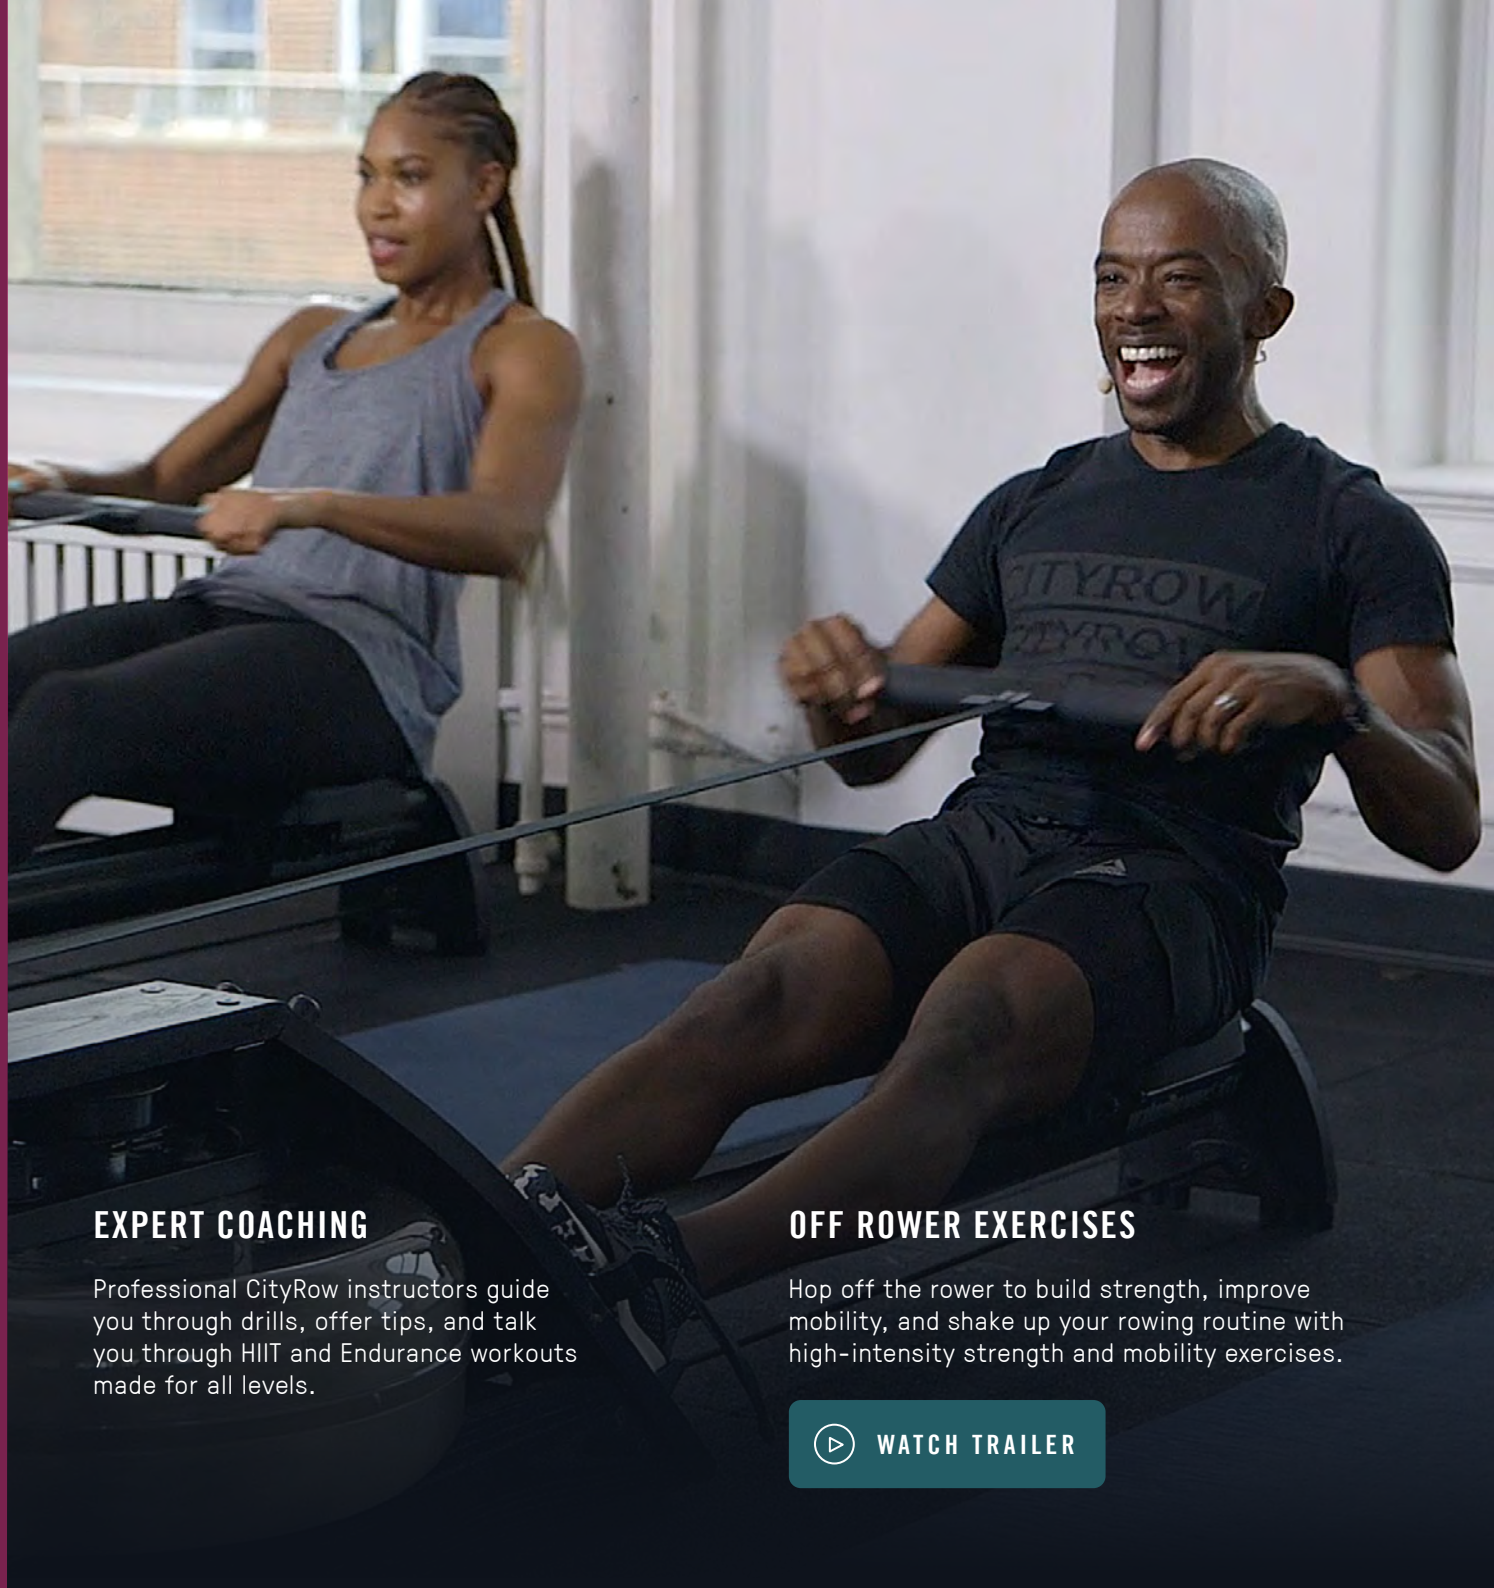 CITYROW
CITYROW
EXPERT COACHING
Professional CityRow instructors guide
you through drills, offer tips, and talk
you through HIIT and Endurance workouts
made for all levels.
OFF ROWER EXERCISES
Hop off the rower to build strength, improve
mobility, and shake up your rowing routine with
high-intensity strength and mobility exercises.
WATCH TRAILER